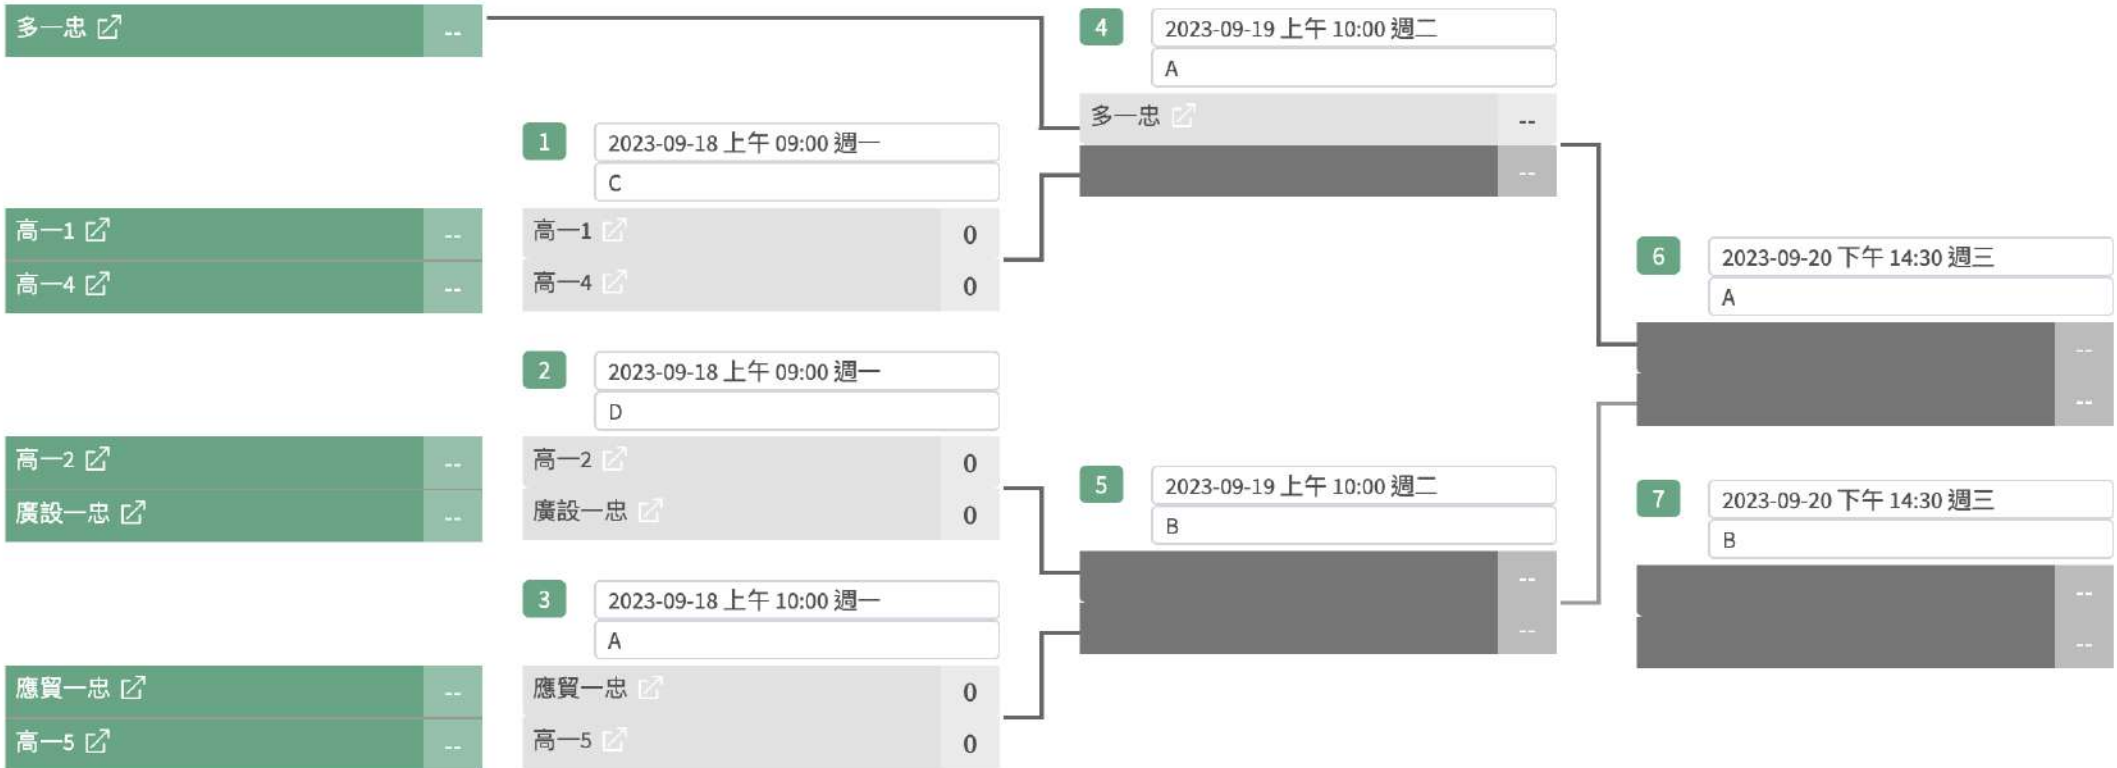 多一忠 --
高一1 --
高一4 --
高一2 --
廣設一忠 --
應貿一忠 --
高一5 --
1 2023-09-18 上午 09:00 週一
C
高一1 0
高一4 0
2 2023-09-18 上午 09:00 週一
D
高一2 0
廣設一忠 0
3 2023-09-18 上午 10:00 週一
A
應貿一忠 0
高一5 0
4 2023-09-19 上午 10:00 週二
A
多一忠 --
--
5 2023-09-19 上午 10:00 週二
B
--
--
6 2023-09-20 下午 14:30 週三
A
--
--
7 2023-09-20 下午 14:30 週三
B
--
--